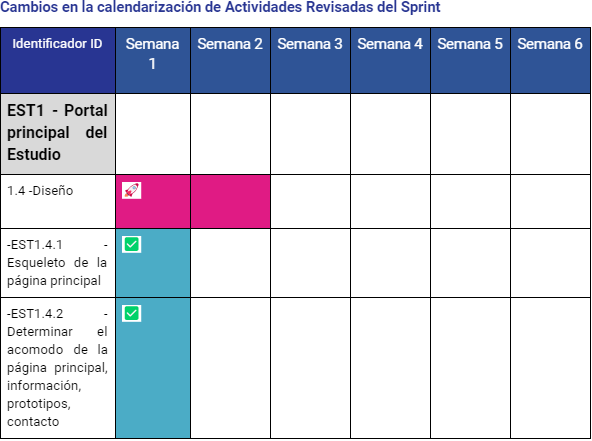 Cambios en la calendarización de Actividades Revisadas del Sprint
Identificador ID
Semana
1
Semana 2
Semana 3
Semana 4
Semana 5
Semana 6
EST1 - Portal
principal del
Estudio
1.4 -Diseño
-EST1.4.1 -
Esqueleto de la
página principal
-EST1.4.2 -
Determinar el
acomodo de la
página principal,
información,
prototipos,
contacto